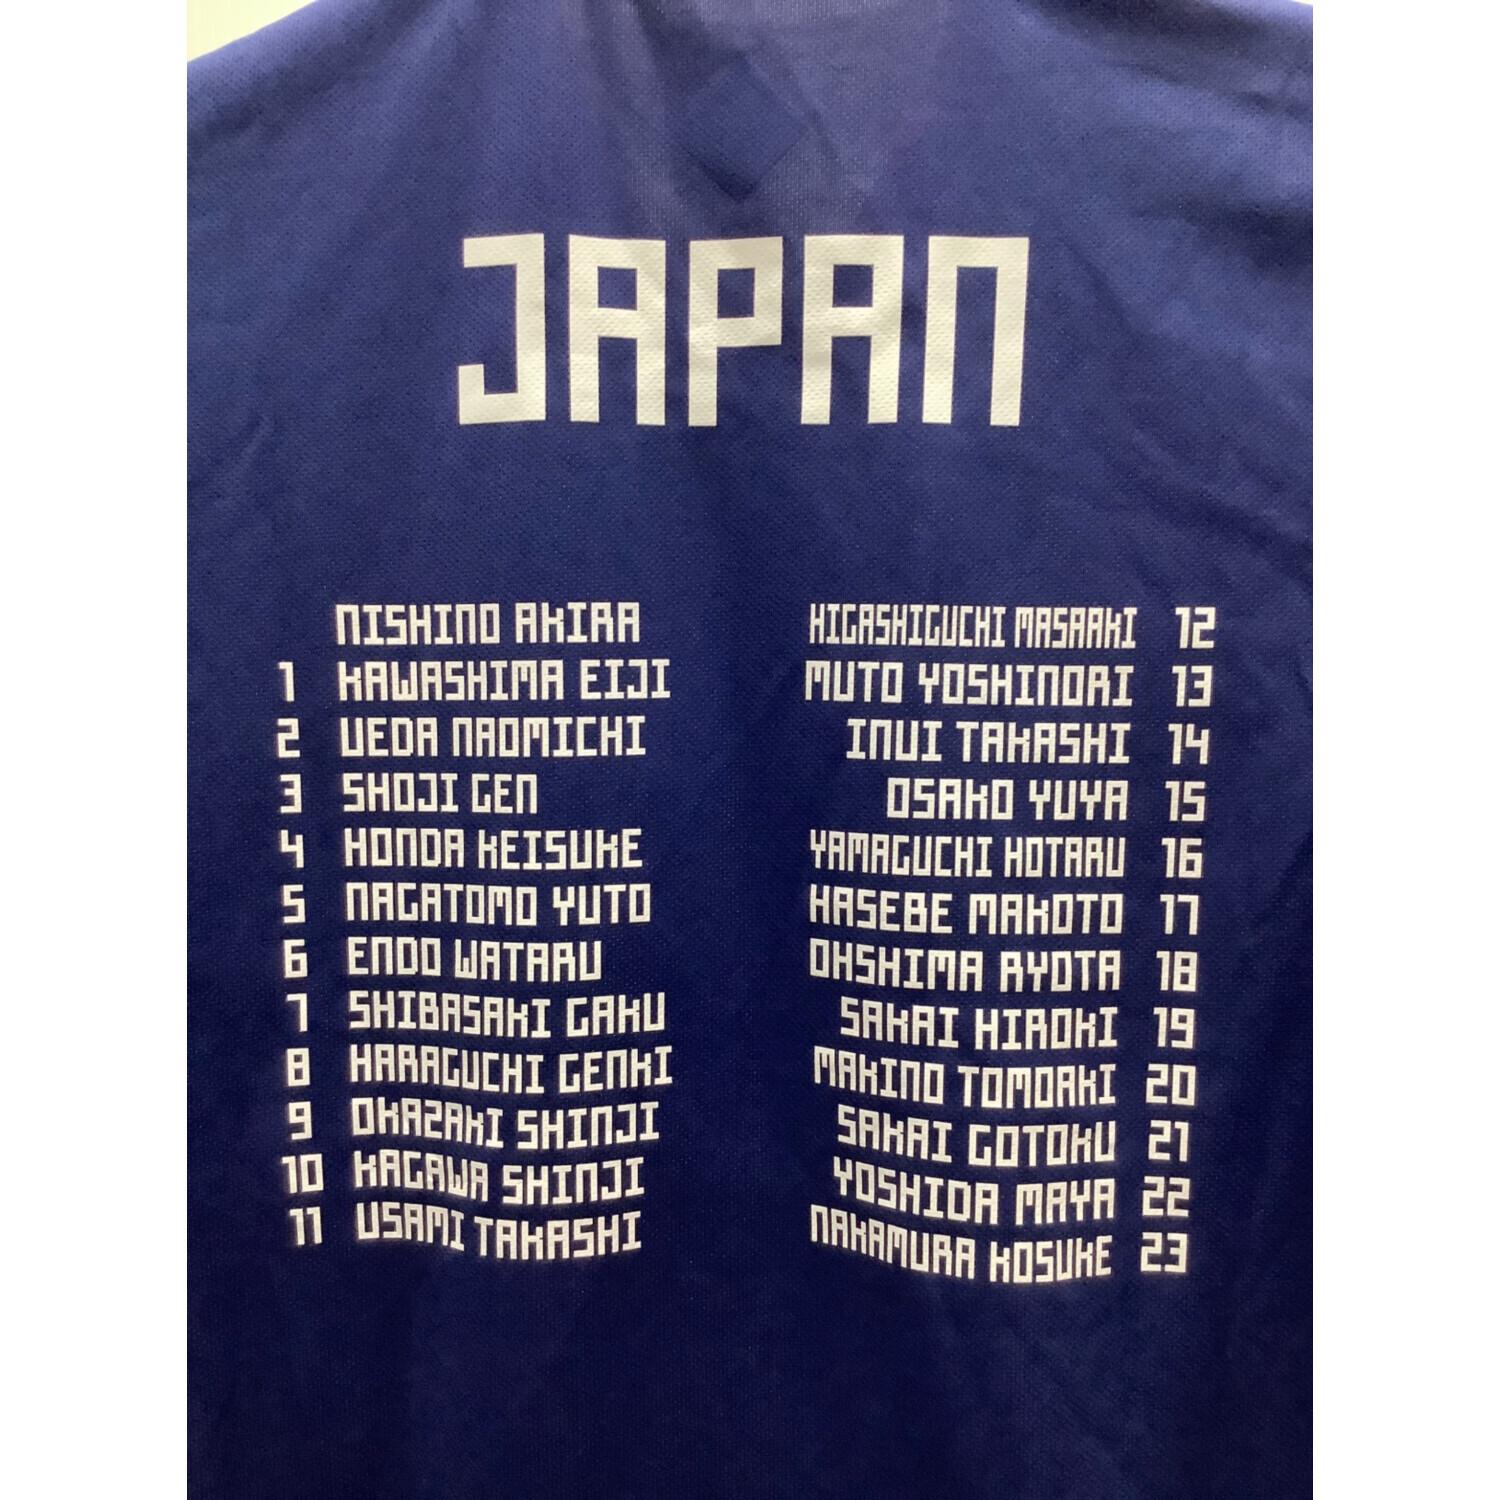 JAPAN
NISHINO AKIRA
1 KAWASHIMA EIJI
2 UEDA NAOMICHI
3 SHOJI GEN
4 HONDA KEISUKE
5 NAGATOMO YUTO
6 ENDO WATARU
7 SHIBASAKI GAKU
8 HARAGUCHI GENKI
9 OKAZAKI SHINJI
10 KAGAWA SHINJI
11 USAMI TAKASHI
HIGASHIGUCHI MASAAKI 12
MUTO YOSHINORI 13
INUI TAKASHI 14
OSAKO YUYA 15
YAMAGUCHI HOTARU 16
HASEBE MAKOTO 17
OHSHIMA RYOTA 18
SAKAI HIROKI 19
MAKINO TOMOAKI 20
SAKAI GOTOKU 21
YOSHIDA MAYA 22
NAKAMURA KOSUKE 23